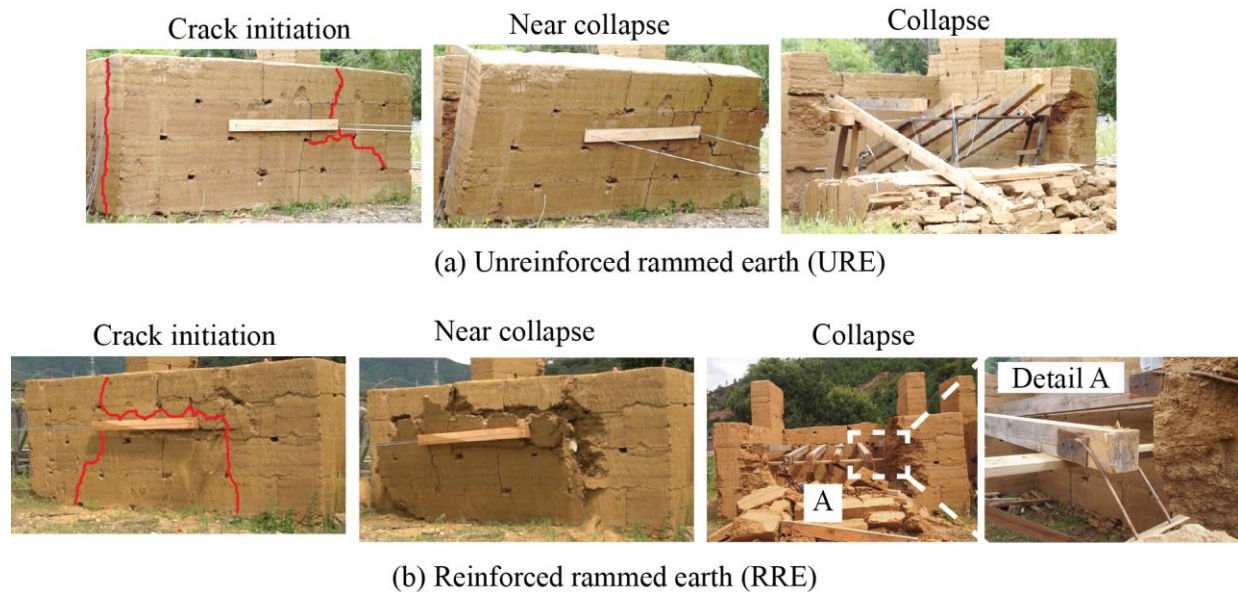 Crack initiation
Near collapse
Collapse
(a) Unreinforced rammed earth (URE)
Crack initiation
Near collapse
Collapse
Detail A
A
(b) Reinforced rammed earth (RRE)